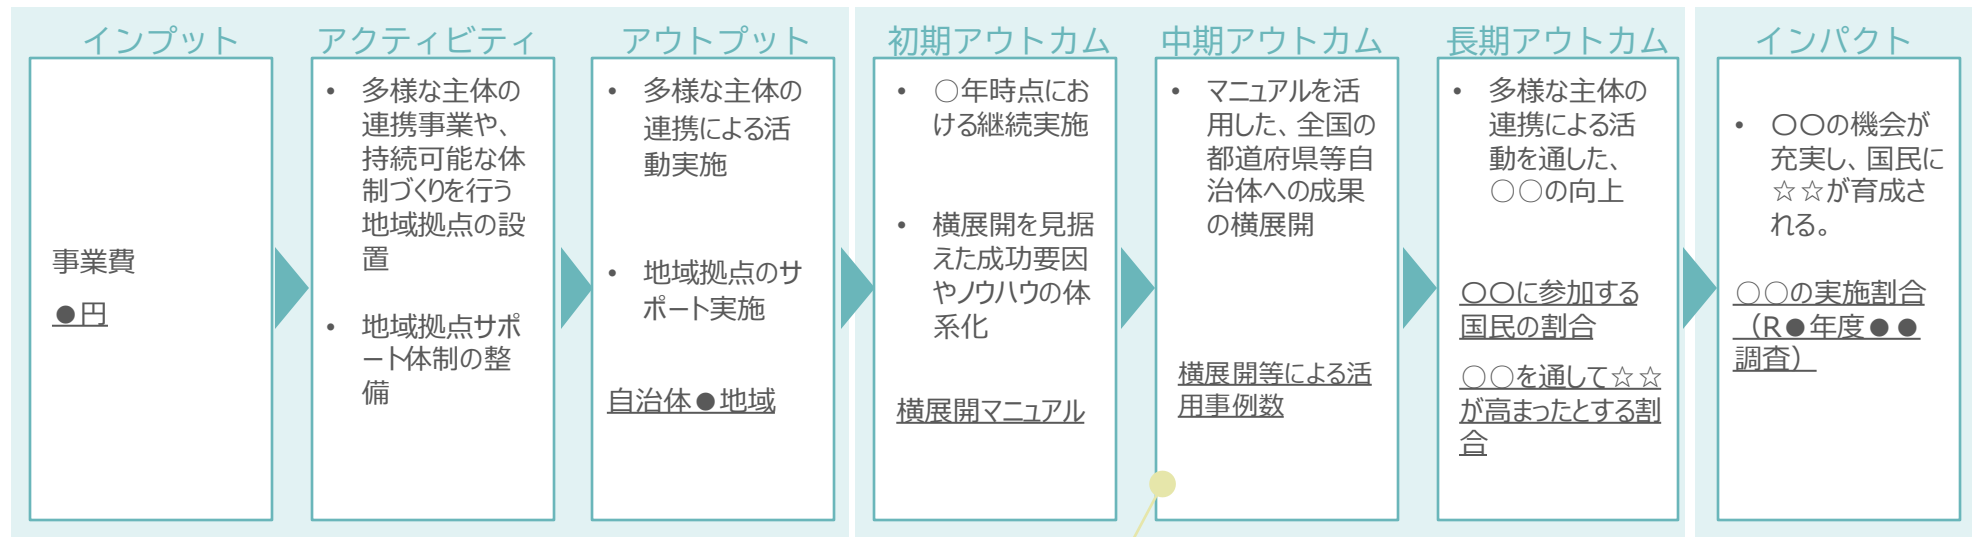 インプット
事業費
●円
アクティビティ
• 多様な主体の
連携事業や、
持続可能な体
制づくりを行う
地域拠点の設
置
• 地域拠点サポ
ート体制の整
備
アウトプット
• 多様な主体の
連携による活
動実施
• 地域拠点のサ
ポート実施
自治体●地域
初期アウトカム
• ○年時点にお
ける継続実施
• 横展開を見据
えた成功要因
やノウハウの体
系化
横展開マニュアル
中期アウトカム
• マニュアルを活
用した、全国の
都道府県等自
治体への成果
の横展開
横展開等による活
用事例数
長期アウトカム
• 多様な主体の
連携による活
動を通した、
○○の向上
〇〇に参加する
国民の割合
○○を通して☆☆
が高まったとする割
合
インパクト
• 〇〇の機会が
充実し、国民に
☆☆が育成さ
れる。
○○の実施割合
（R●年度●●
調査）